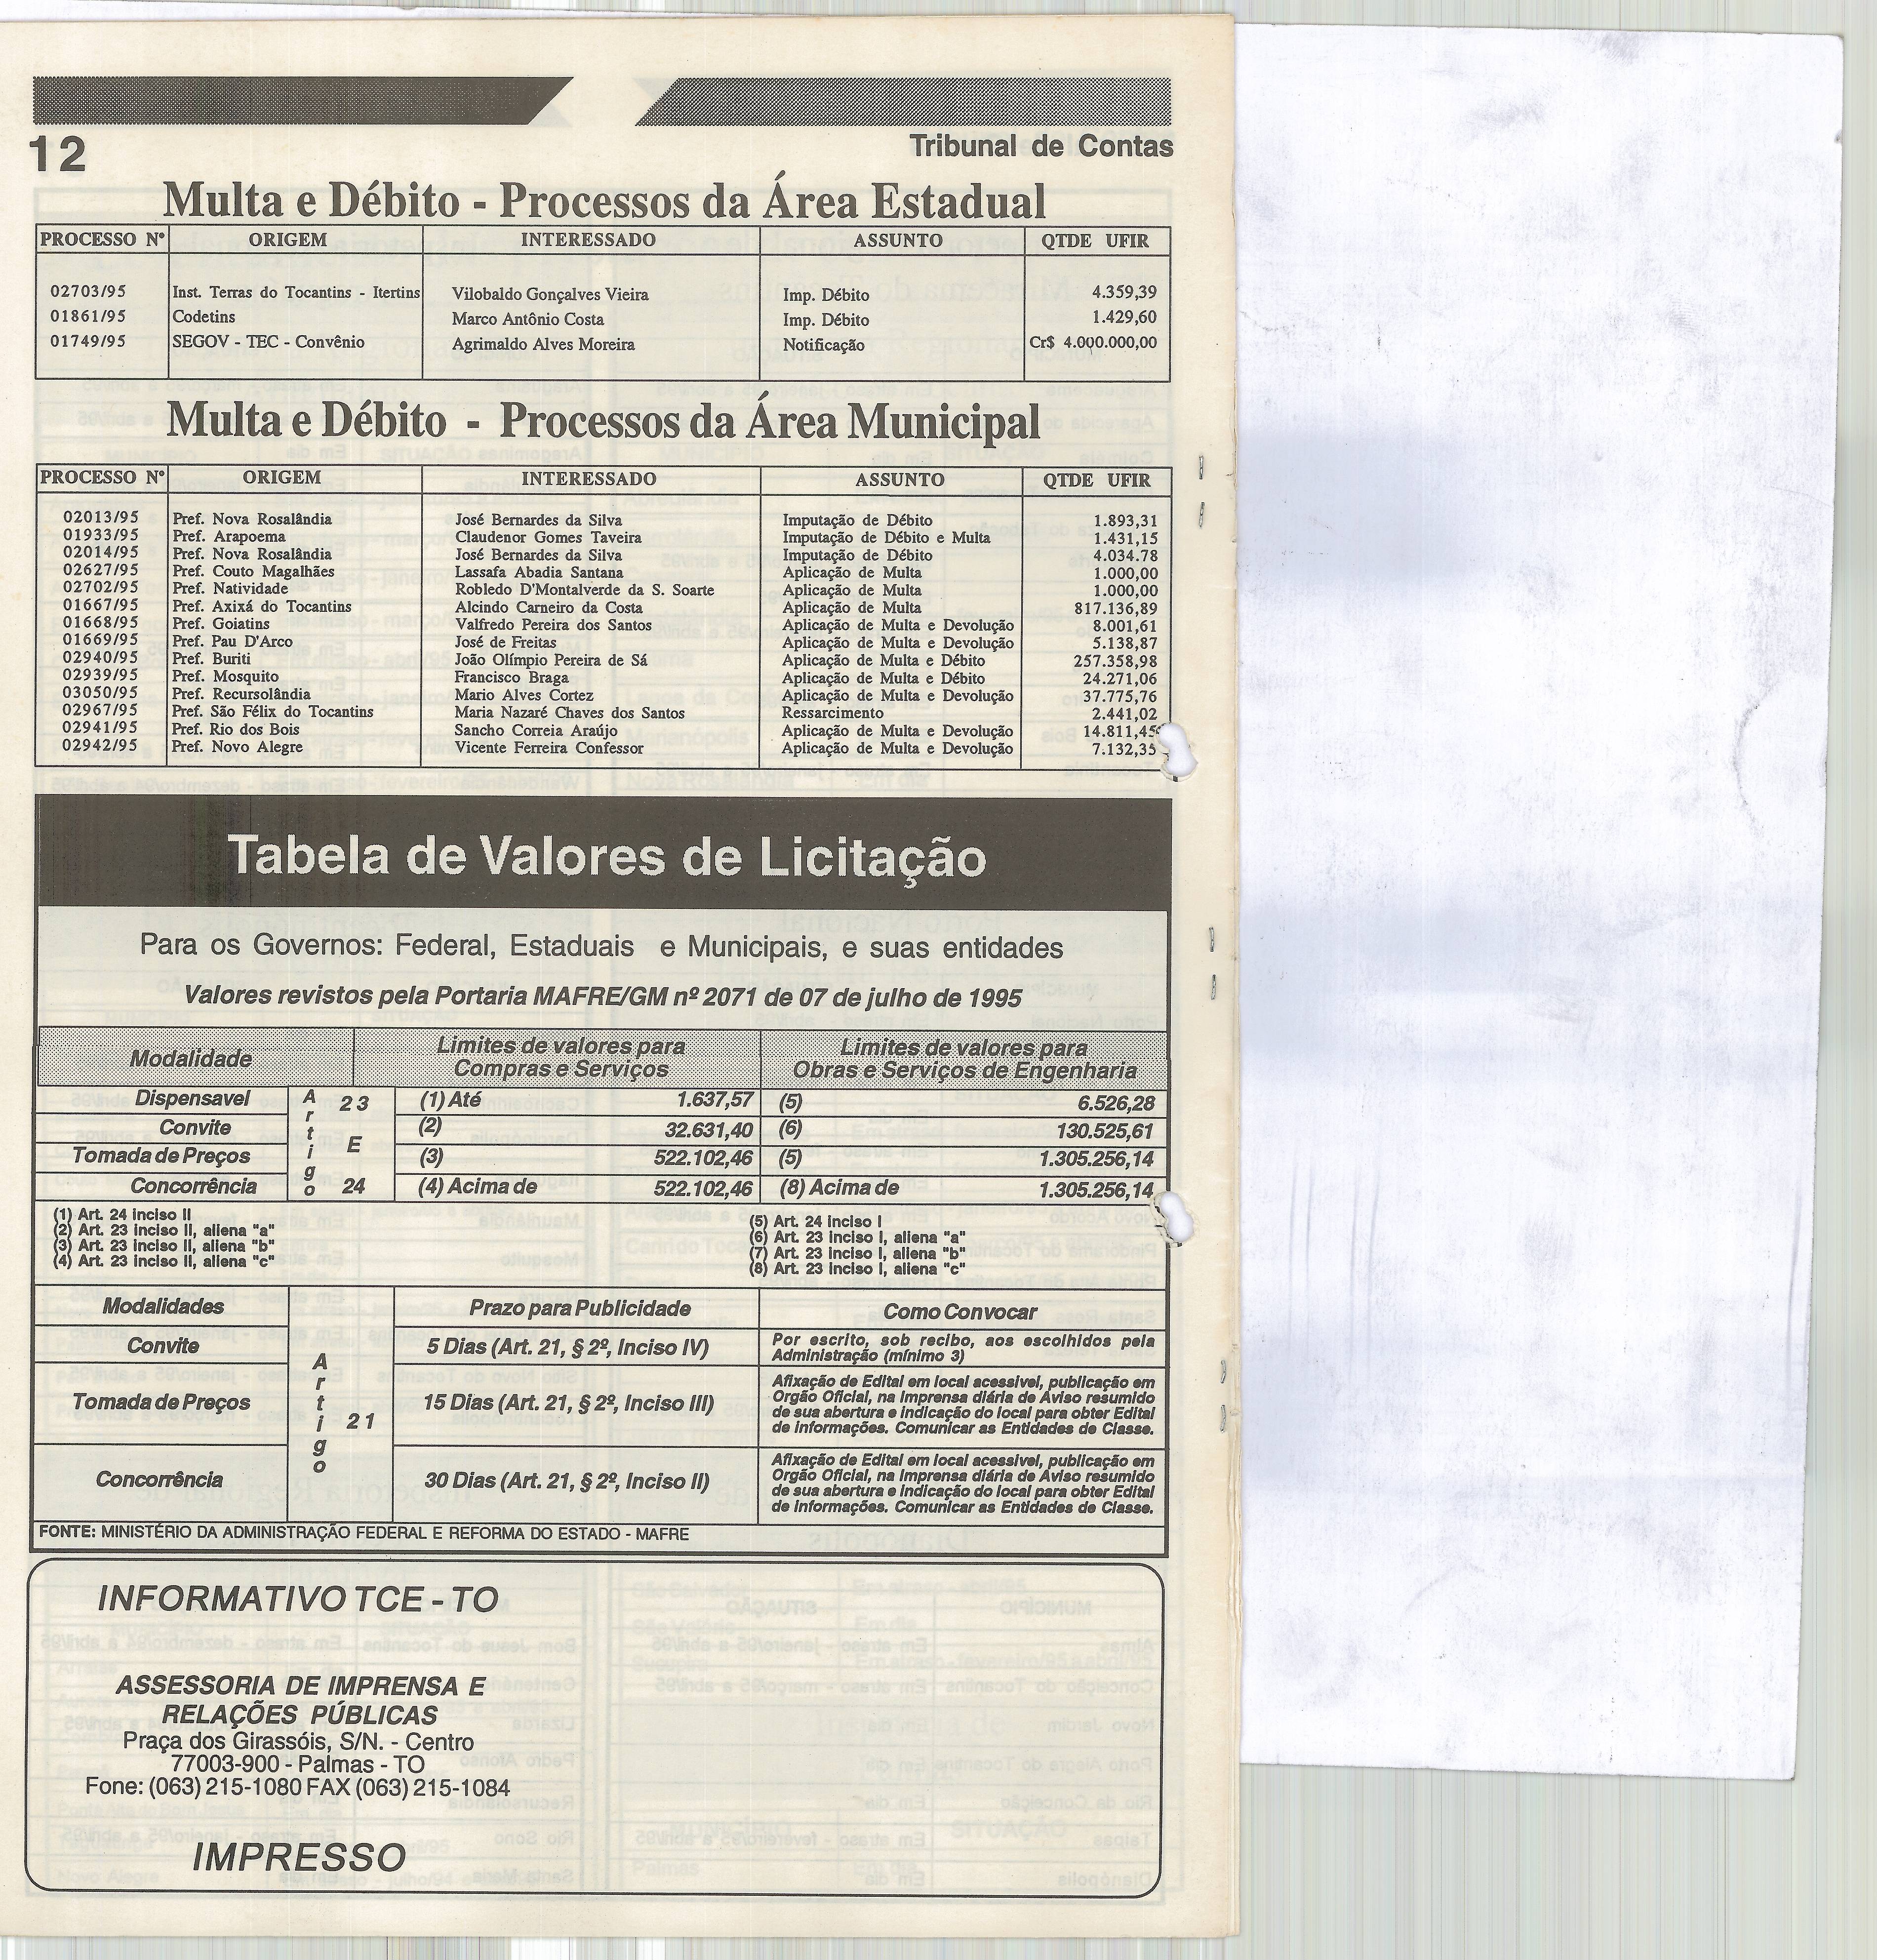 12
Tribunal de Contas
Multa e Débito - Processos da Área Estadual
PROCESSO Nº ORIGEM INTERESSADO ASSUNTO QTDE UFIR
02703/95 Inst. Terras do Tocantins - Itertins Vilobaldo Gonçalves Vieira Imp. Débito 4.359,39
01861/95 Codetins Marco Antônio Costa Imp. Débito 1.429,60
01749/95 SEGOV - TEC - Convênio Agrimaldo Alves Moreira Notificação Cr$ 4.000.000,00
Multa e Débito - Processos da Área Municipal
PROCESSO Nº ORIGEM INTERESSADO ASSUNTO QTDE UFIR
02013/95 Pref. Nova Rosalândia José Bernardes da Silva Imputação de Débito 1.893,31
01933/95 Pref. Arapoema Claudenor Gomes Taveira Imputação de Débito e Multa 1.431,15
02014/95 Pref. Nova Rosalândia José Bernardes da Silva Imputação de Débito 4.034.78
02627/95 Pref. Couto Magalhães Lassafa Abadia Santana Aplicação de Multa 1.000,00
02702/95 Pref. Natividade Robledo D'Montalverde da S. Soarte Aplicação de Multa 1.000,00
01667/95 Pref. Axixá do Tocantins Alcindo Carneiro da Costa Aplicação de Multa 817.136,89
01668/95 Pref. Goiatins Valfredo Pereira dos Santos Aplicação de Multa e Devolução 8.001,61
01669/95 Pref. Pau D'Arco José de Freitas Aplicação de Multa e Devolução 5.138,87
02940/95 Pref. Buriti João Olímpio Pereira de Sá Aplicação de Multa e Débito 257.358,98
02939/95 Pref. Mosquito Francisco Braga Aplicação de Multa e Débito 24.271,06
03050/95 Pref. Recursolândia Mario Alves Cortez Aplicação de Multa e Devolução 37.775,76
02967/95 Pref. São Félix do Tocantins Maria Nazaré Chaves dos Santos Ressarcimento 2.441,02
02941/95 Pref. Rio dos Bois Sancho Correia Araújo Aplicação de Multa e Devolução 14.811,45
02942/95 Pref. Novo Alegre Vicente Ferreira Confessor Aplicação de Multa e Devolução 7.132,35
Tabela de Valores de Licitação
Para os Governos: Federal, Estaduais e Municipais, e suas entidades
Valores revistos pela Portaria MAFRE/GM nº 2071 de 07 de julho de 1995
Modalidade Limites de valores para Compras e Serviços Limites de valores para Obras e Serviços de Engenharia
Artigo 23 E 24
Dispensavel (1) Até 1.637,57 (5) 6.526,28
Convite (2) 32.631,40 (6) 130.525,61
Tomada de Preços (3) 522.102,46 (5) 1.305.256,14
Concorrência (4) Acima de 522.102,46 (8) Acima de 1.305.256,14
(1) Art. 24 inciso II
(2) Art. 23 inciso II, aliena "a"
(3) Art. 23 inciso II, aliena "b"
(4) Art. 23 inciso II, aliena "c"
(5) Art. 24 inciso I
(6) Art. 23 inciso I, aliena "a"
(7) Art. 23 inciso I, aliena "b"
(8) Art. 23 inciso I, aliena "c"
Modalidades Prazo para Publicidade Como Convocar
Artigo 21
Convite 5 Dias (Art. 21, § 2º, Inciso IV)
Por escrito, sob recibo, aos escolhidos pela
Administração (mínimo 3)
Tomada de Preços 15 Dias (Art. 21, § 2º, Inciso III)
Afixação de Edital em local acessivel, publicação em
Orgão Oficial, na Imprensa diária de Aviso resumido
de sua abertura e indicação do local para obter Edital
de Informações. Comunicar as Entidades de Classe.
Concorrência 30 Dias (Art. 21, § 2º, Inciso II)
Afixação de Edital em local acessivel, publicação em
Orgão Oficial, na Imprensa diária de Aviso resumido
de sua abertura e indicação do local para obter Edital
de Informações. Comunicar as Entidades de Classe.
FONTE: MINISTÉRIO DA ADMINISTRAÇÃO FEDERAL E REFORMA DO ESTADO - MAFRE
INFORMATIVO TCE - TO
ASSESSORIA DE IMPRENSA E
RELAÇÕES PÚBLICAS
Praça dos Girassóis, S/N. - Centro
77003-900 - Palmas - TO
Fone: (063) 215-1080 FAX (063) 215-1084
IMPRESSO